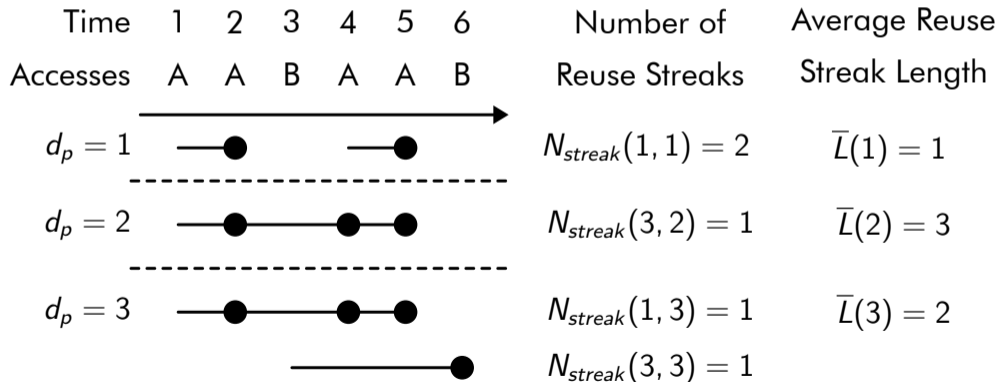 Time 1 2 3 4 5 6 Number of Average Reuse
Accesses A A B A A B Reuse Streaks Streak Length
d_p = 1 N_streak(1, 1) = 2 L̅(1) = 1
d_p = 2 N_streak(3, 2) = 1 L̅(2) = 3
d_p = 3 N_streak(1, 3) = 1 L̅(3) = 2
N_streak(3, 3) = 1